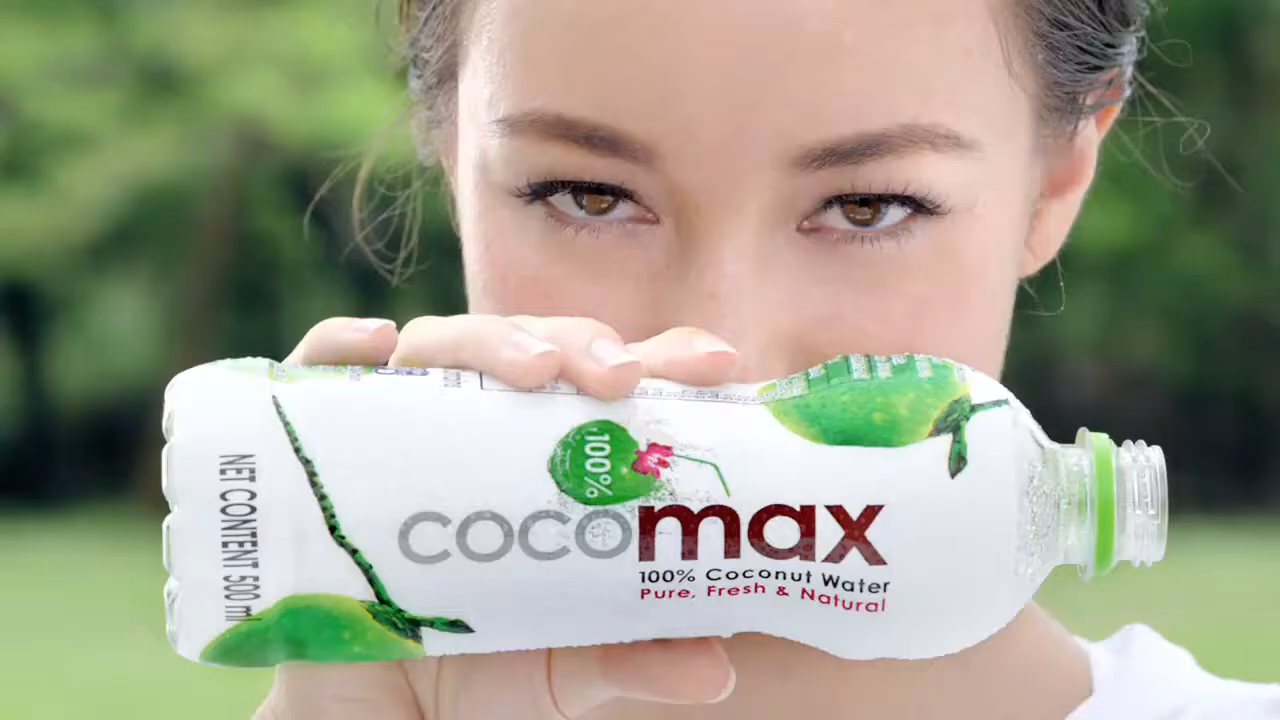 100%
cocomax
100% Coconut Water
Pure, Fresh & Natural
NET CONTENT 500 ml